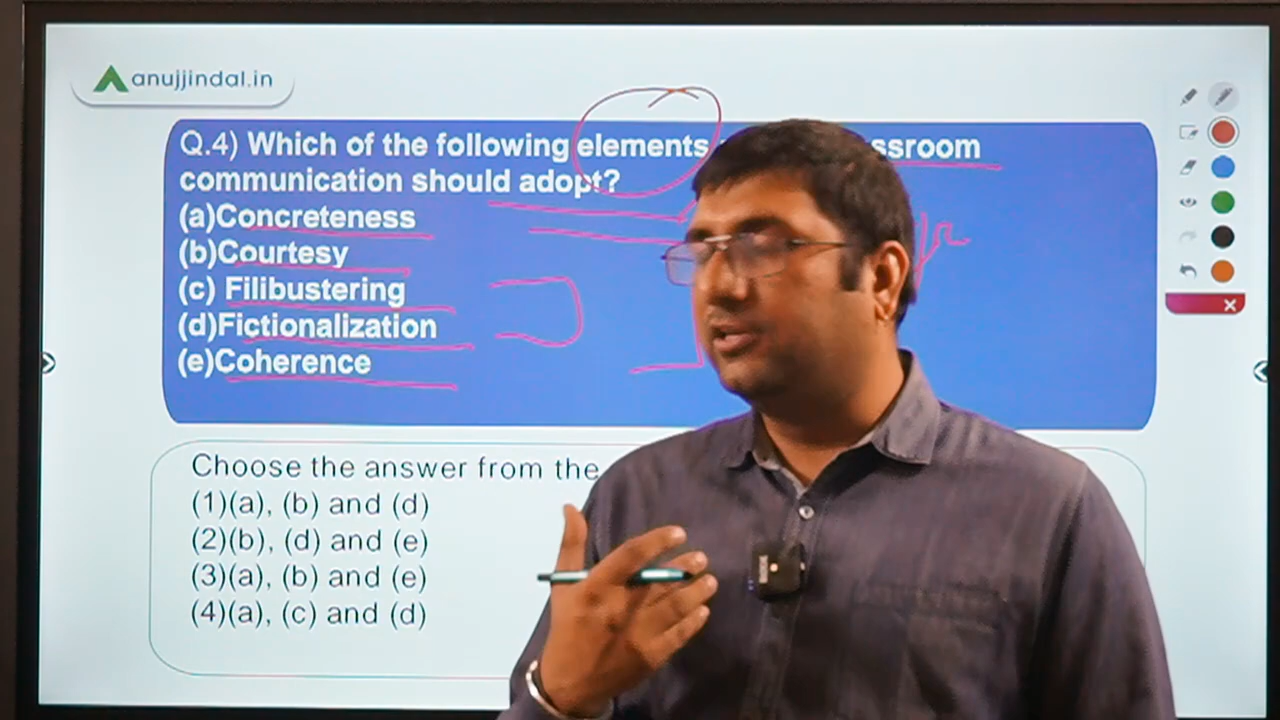 anujjindal.in
Q.4) Which of the following elements ssroom
communication should adopt?
(a)Concreteness
(b)Courtesy
(c) Filibustering
(d)Fictionalization
(e)Coherence
Choose the answer from the
(1)(a), (b) and (d)
(2)(b), (d) and (e)
(3)(a), (b) and (e)
(4)(a), (c) and (d)